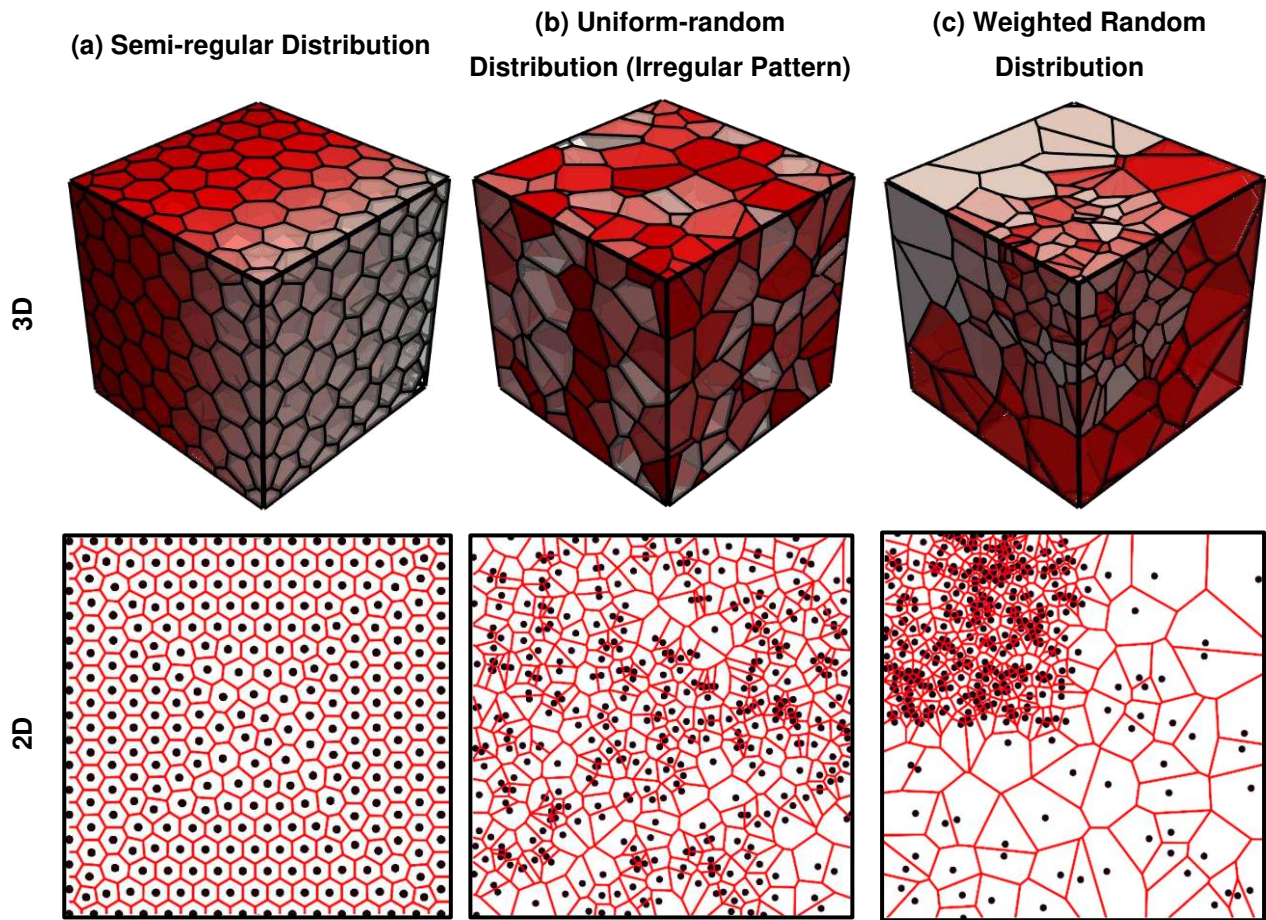 (a) Semi-regular Distribution
(b) Uniform-random
Distribution (Irregular Pattern)
(c) Weighted Random
Distribution
3D
2D